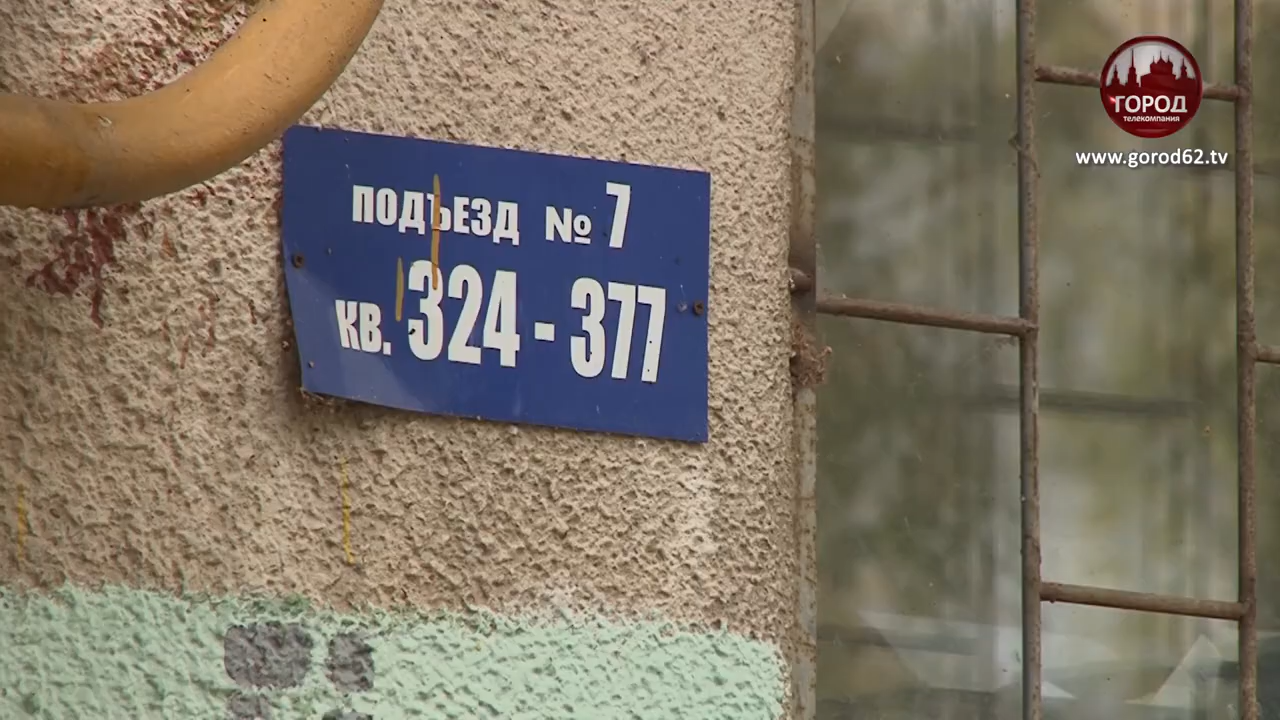 ПОДЪЕЗД № 7
КВ. 324 - 377
ГОРОД
телекомпания
www.gorod62.tv